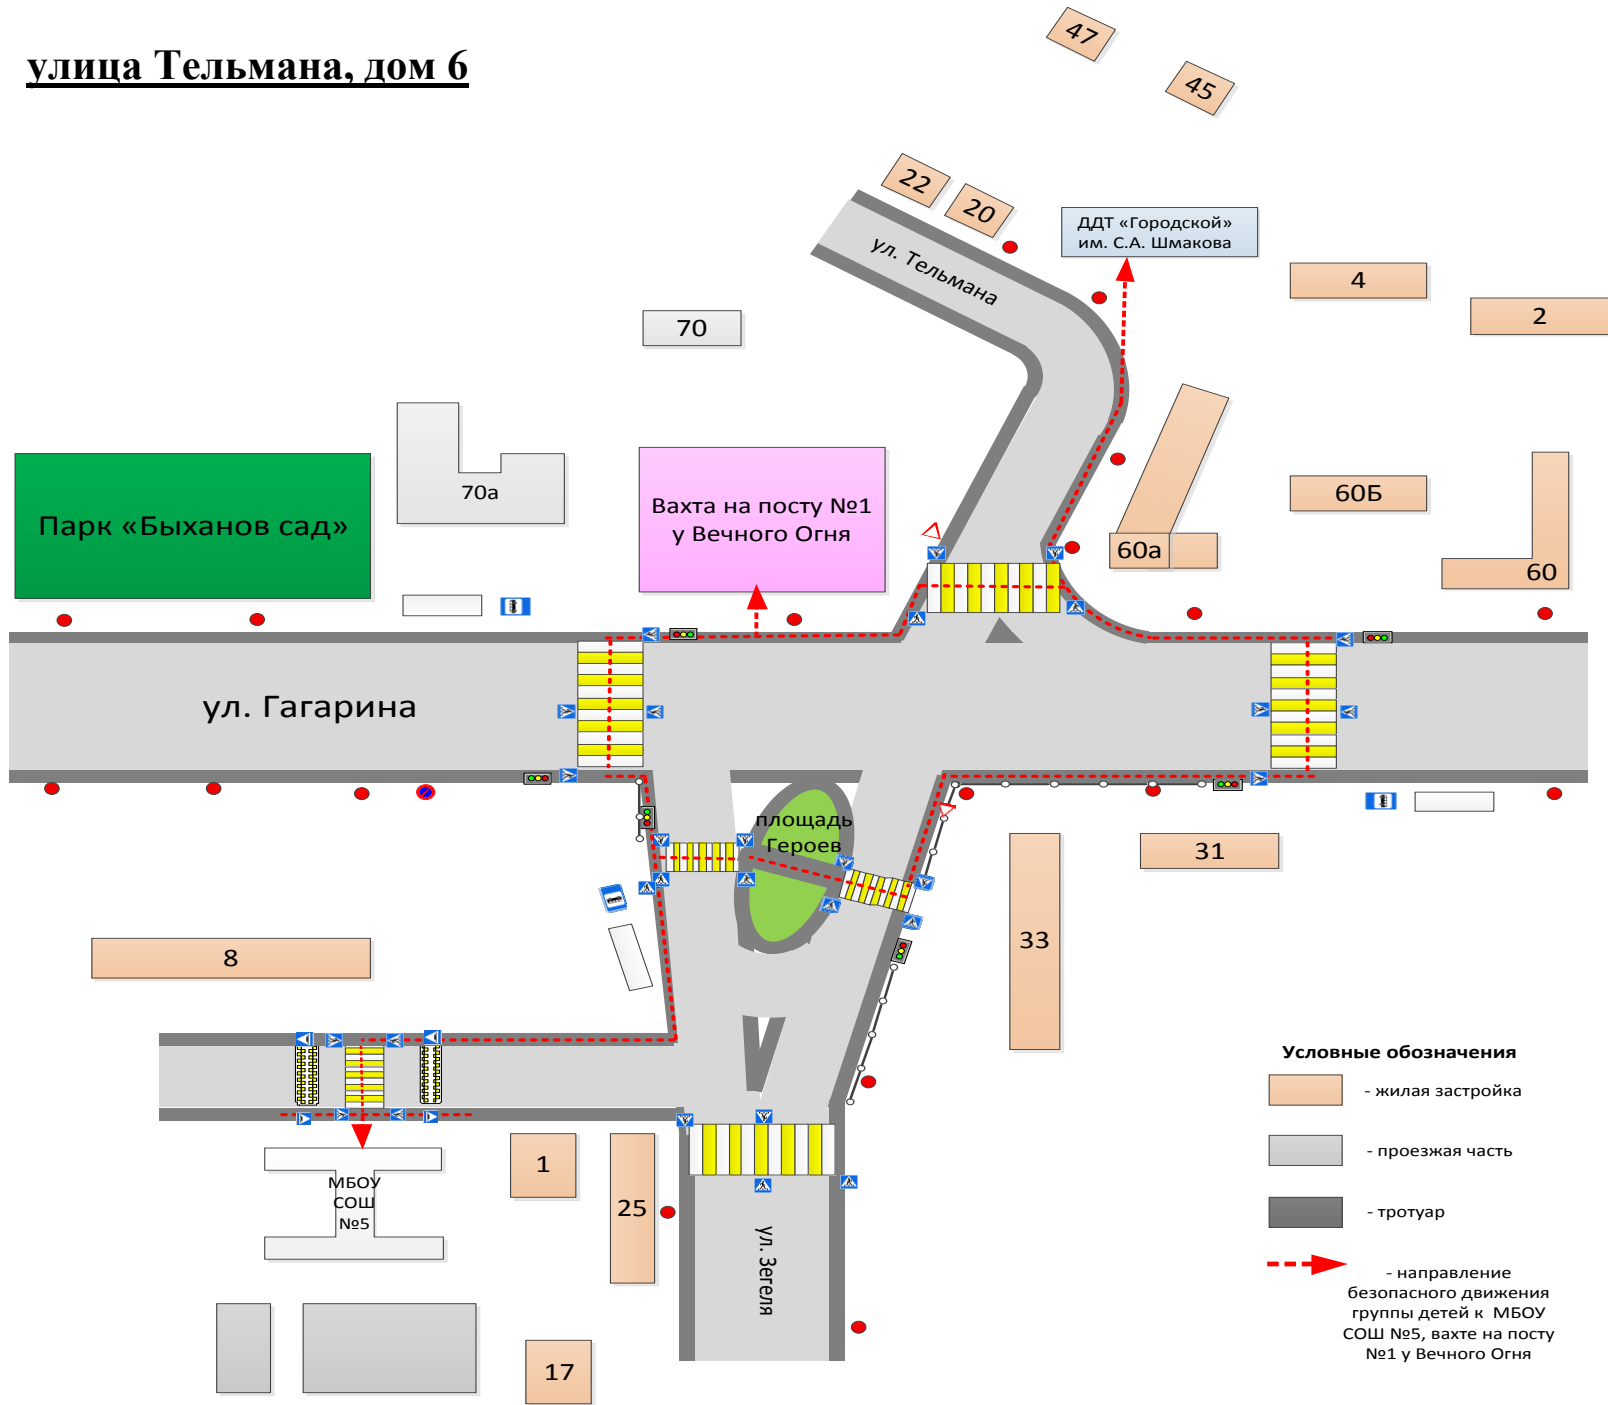 улица Тельмана, дом 6
47
45
22
20
ул. Тельмана
ДДТ «Городской»
им. С.А. Шмакова
4
2
70
70а
Парк «Быханов сад»
Вахта на посту №1
у Вечного Огня
60а
60Б
60
ул. Гагарина
площадь
Героев
31
33
8
МБОУ
СОШ
№5
1
25
17
ул. Зегеля
Условные обозначения
- жилая застройка
- проезжая часть
- тротуар
- направление
безопасного движения
группы детей к МБОУ
СОШ №5, вахте на посту
№1 у Вечного Огня